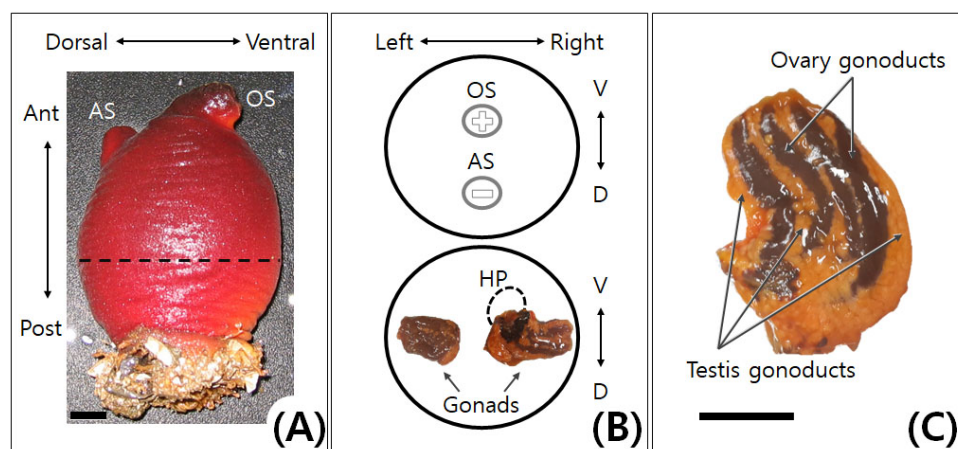 Dorsal
Ventral
Ant
AS
OS
Post
(A)
Left
Right
OS
V
AS
D
HP
V
Gonads
D
(B)
Ovary gonoducts
Testis gonoducts
(C)